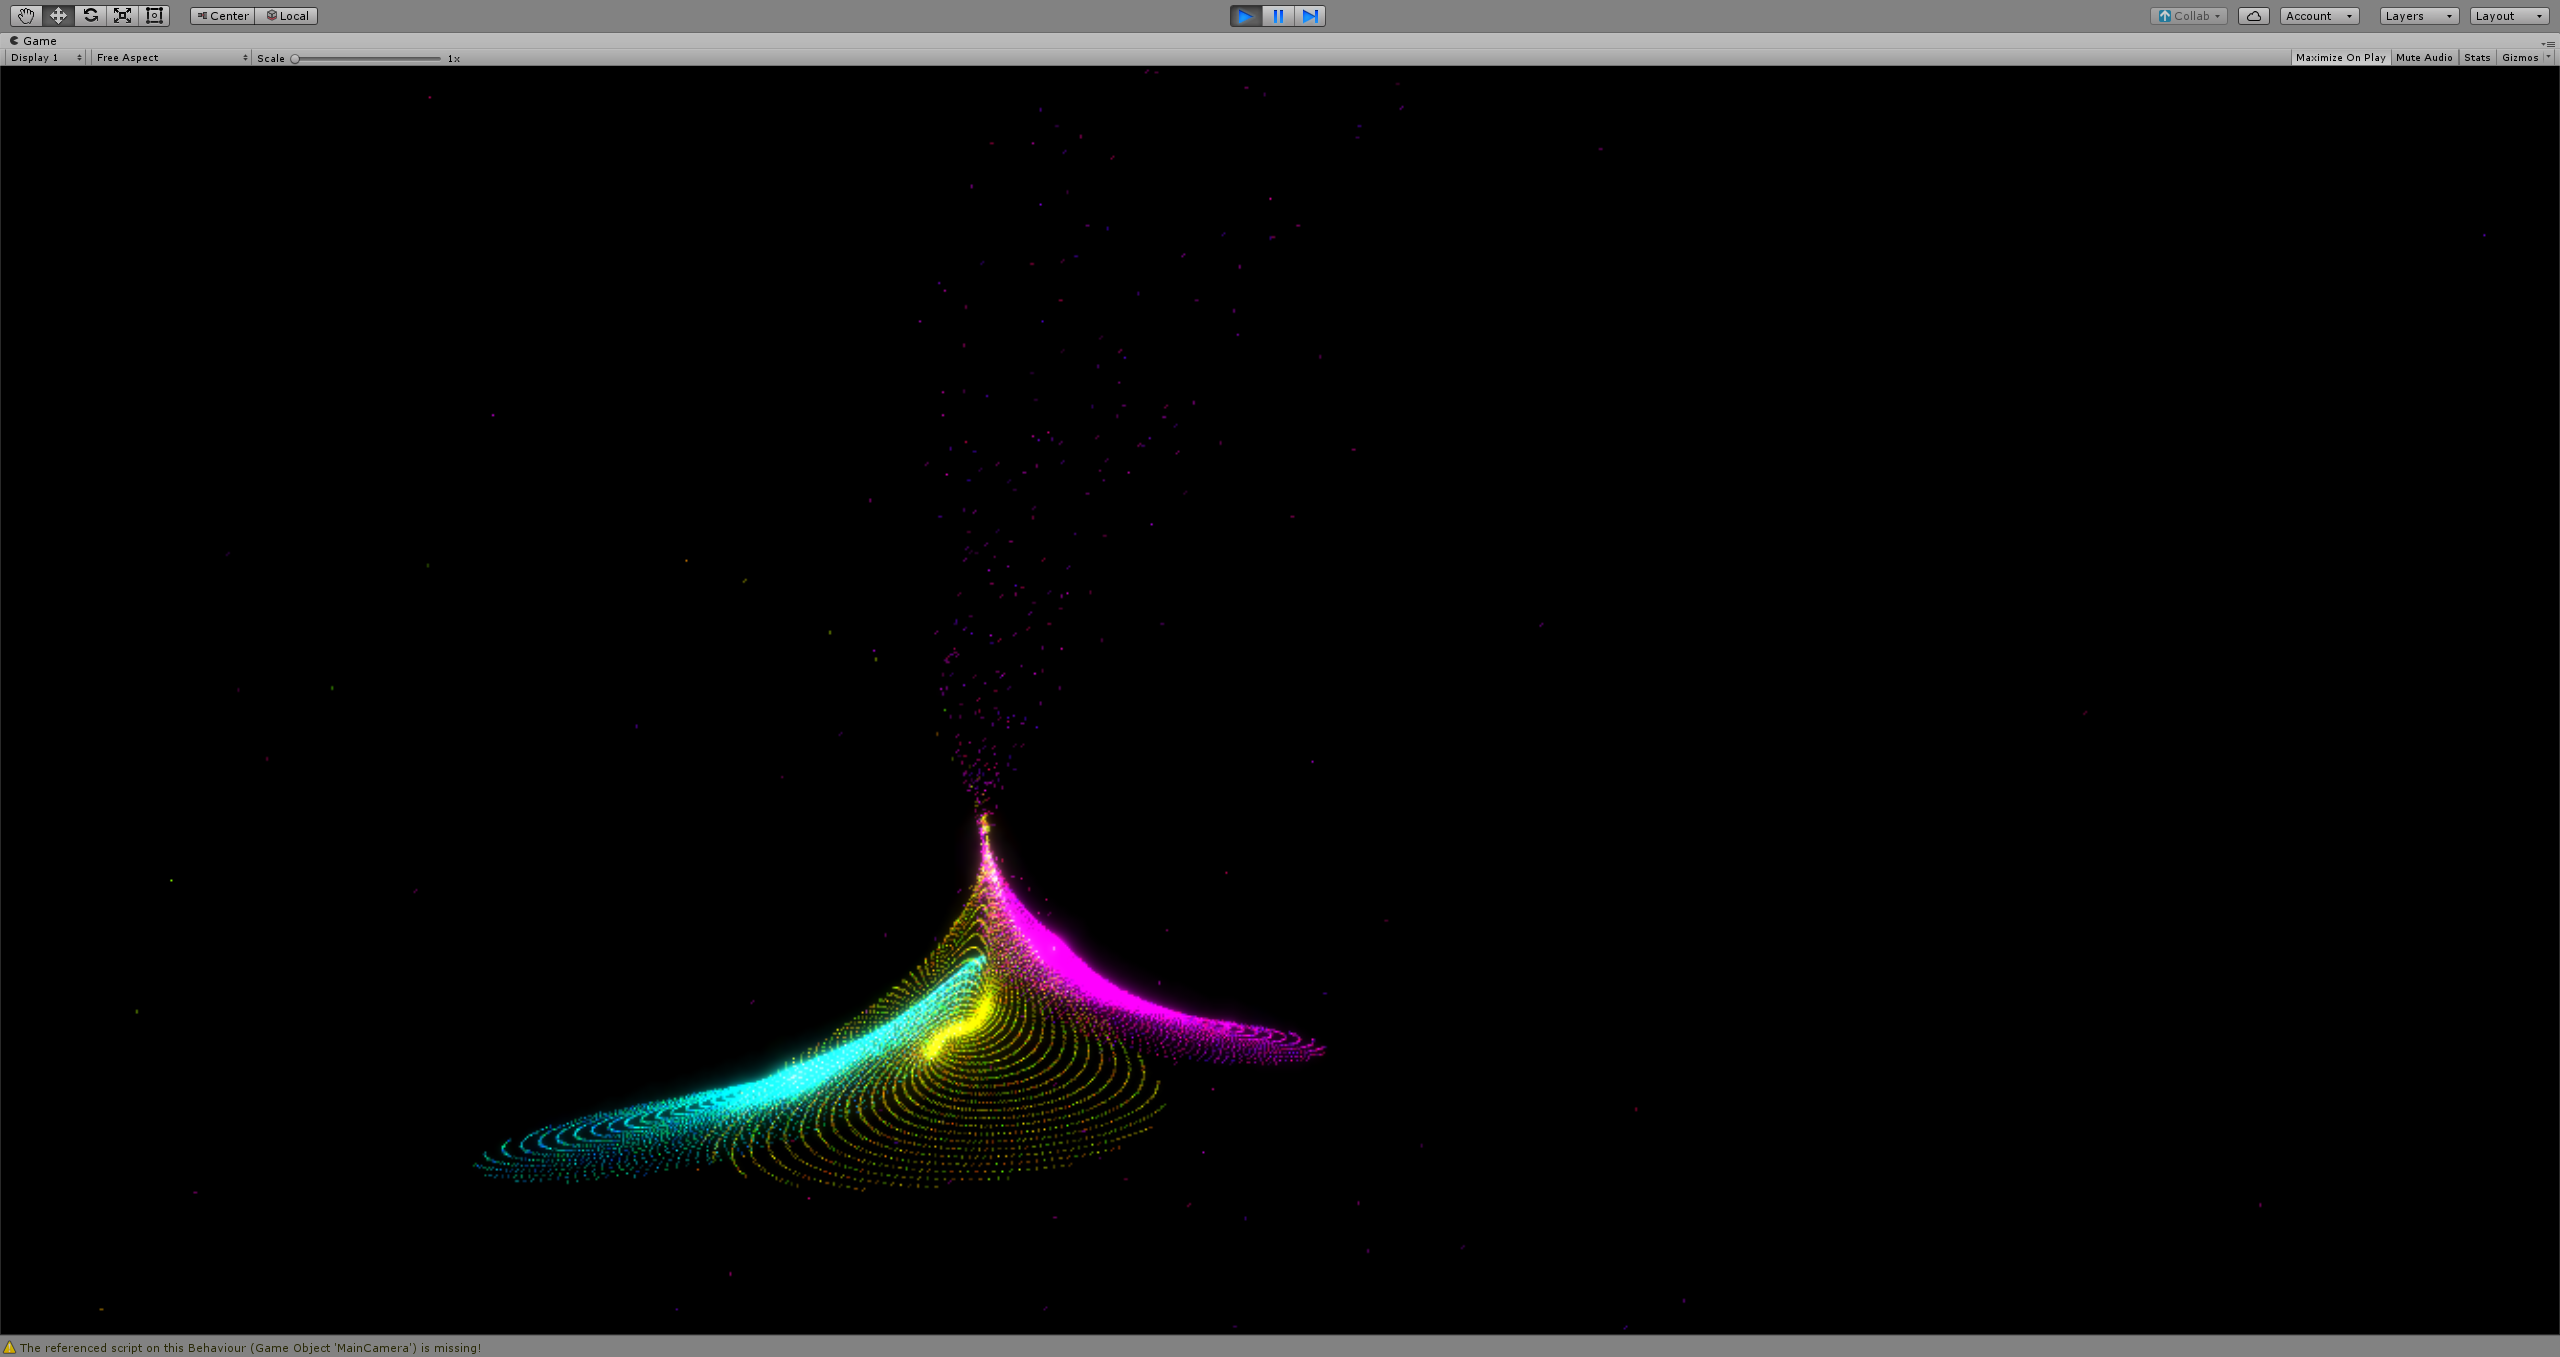 Center Local Collab Account Layers Layout
Game
Display 1 Free Aspect Scale 1x Maximize On Play Mute Audio Stats Gizmos
The referenced script on this Behaviour (Game Object 'MainCamera') is missing!